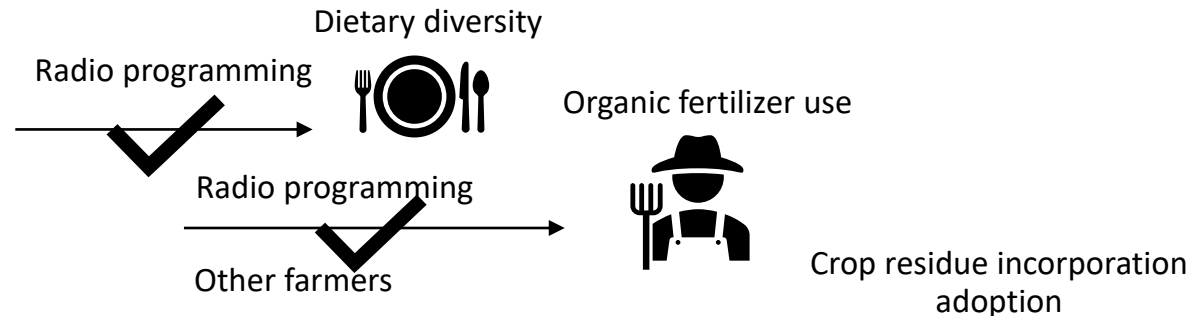 Dietary diversity
Radio programming
Organic fertilizer use
Radio programming
Other farmers
Crop residue incorporation
adoption